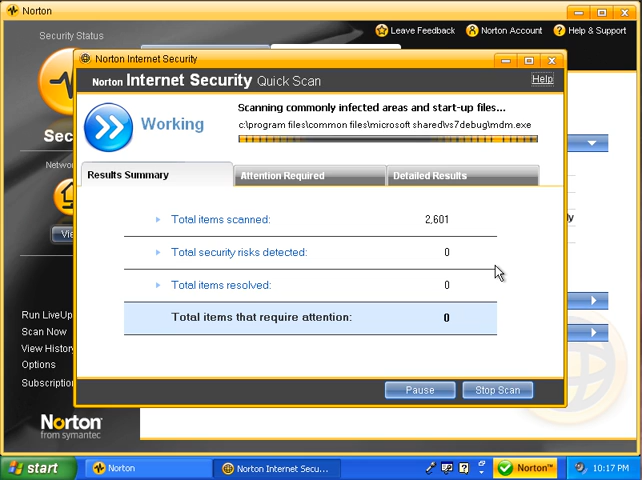 Norton
Security Status
Leave Feedback
Norton Account
Help & Support
Norton Internet Security
Norton Internet Security Quick Scan
Help
Working
Scanning commonly infected areas and start-up files...
c:\program files\common files\microsoft shared\vs7debug\mdm.exe
Results Summary
Attention Required
Detailed Results
Total items scanned: 2,601
Total security risks detected: 0
Total items resolved: 0
Total items that require attention: 0
Pause
Stop Scan
Sec
Networ
Vie
Run LiveUp
Scan Now
View History
Options
Subscription
Norton
from symantec
start
Norton
Norton Internet Secu...
Norton™
10:17 PM